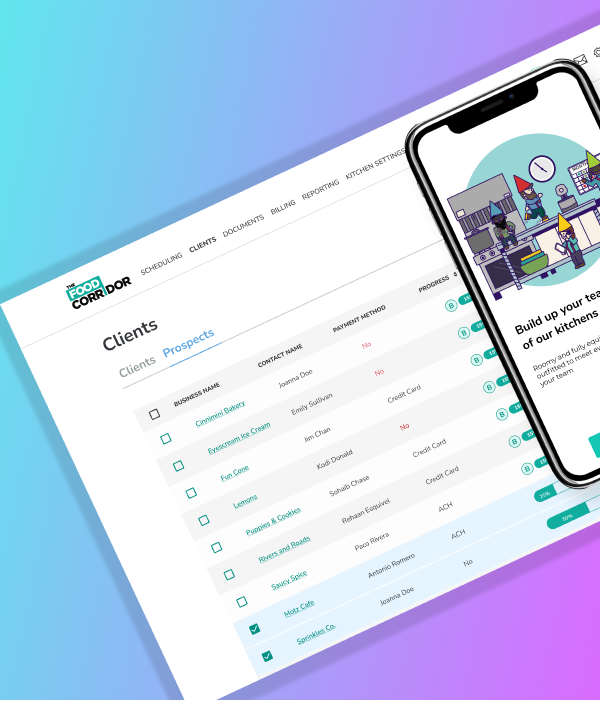 THE
FOOD
CORRIDOR
SCHEDULING CLIENTS DOCUMENTS BILLING REPORTING KITCHEN SETTINGS
Clients
Clients Prospects
BUSINESS NAME CONTACT NAME PAYMENT METHOD PROGRESS
Cinnimini Bakery Joanna Doe No B
Eyescream Ice Cream Emily Sullivan No B
Fun Cone Jim Chan Credit Card B
Lemons Kodi Donald No B
Puppies & Cookies Sohaib Chase Credit Card B
Rivers and Roads Rehaan Esquivel Credit Card B
Saucy Spice Paco Rivera ACH B
Motz Cafe Antonio Romero ACH 25%
Sprinkles Co. Joanna Doe No 50%
Build up your tea
of our kitchens
Roomy and fully equi
outfitted to meet ev
your team